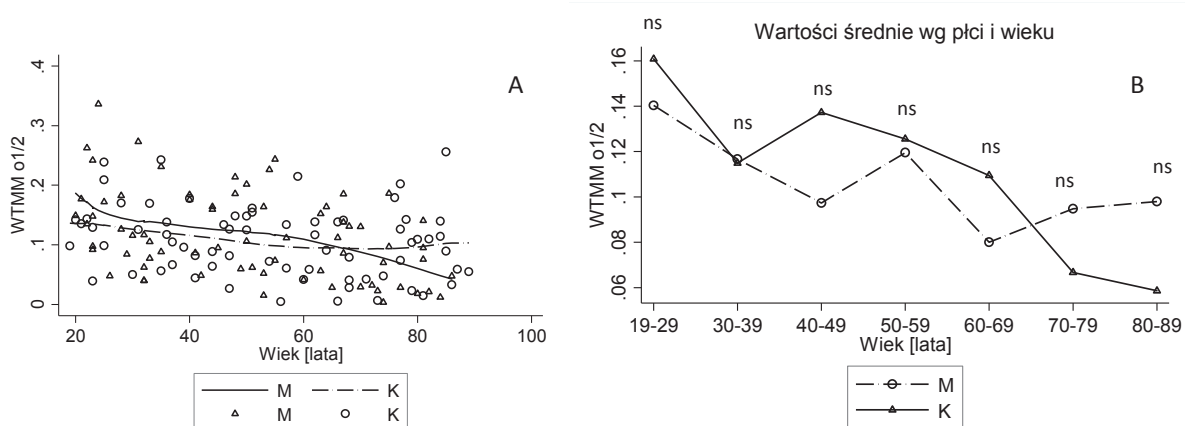 A
WTMM o1/2
.4
.3
.2
.1
0
20 40 60 80 100
Wiek [lata]
M K
M K
Wartości średnie wg płci i wieku
B
ns ns ns ns ns ns ns
WTMM o1/2
.16
.14
.12
.1
.08
.06
19-29 30-39 40-49 50-59 60-69 70-79 80-89
Wiek [lata]
M
K